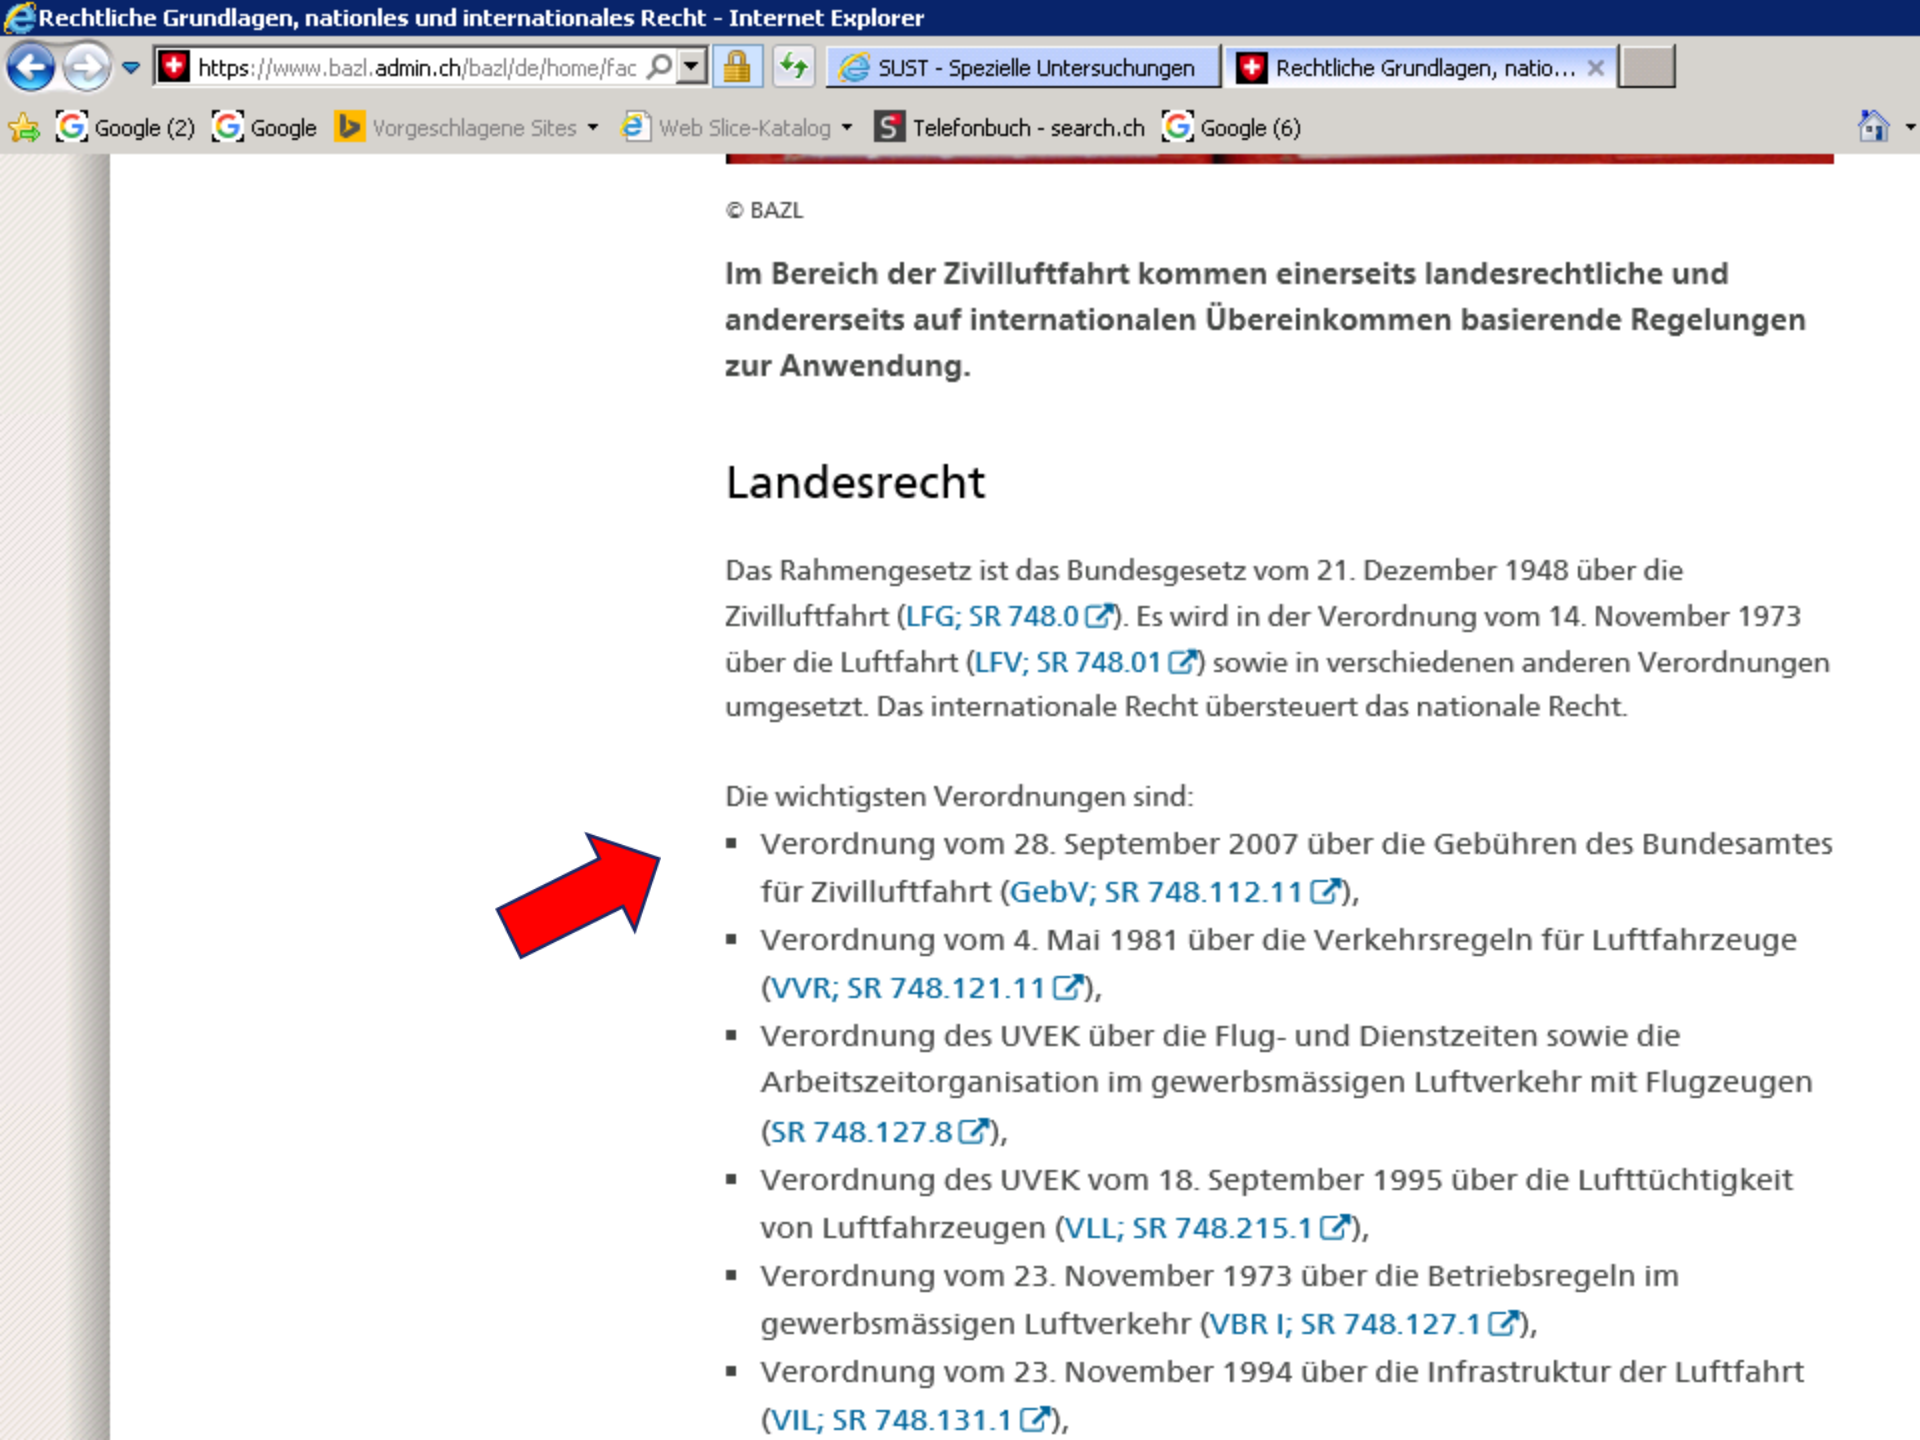 Rechtliche Grundlagen, nationles und internationales Recht - Internet Explorer
https://www.bazl.admin.ch/bazl/de/home/fac
SUST - Spezielle Untersuchungen
Rechtliche Grundlagen, natio...
Google (2) Google Vorgeschlagene Sites Web Slice-Katalog Telefonbuch - search.ch Google (6)
© BAZL
Im Bereich der Zivilluftfahrt kommen einerseits landesrechtliche und
andererseits auf internationalen Übereinkommen basierende Regelungen
zur Anwendung.
Landesrecht
Das Rahmengesetz ist das Bundesgesetz vom 21. Dezember 1948 über die
Zivilluftfahrt (LFG; SR 748.0). Es wird in der Verordnung vom 14. November 1973
über die Luftfahrt (LFV; SR 748.01) sowie in verschiedenen anderen Verordnungen
umgesetzt. Das internationale Recht übersteuert das nationale Recht.
Die wichtigsten Verordnungen sind:
▪ Verordnung vom 28. September 2007 über die Gebühren des Bundesamtes
für Zivilluftfahrt (GebV; SR 748.112.11),
▪ Verordnung vom 4. Mai 1981 über die Verkehrsregeln für Luftfahrzeuge
(VVR; SR 748.121.11),
▪ Verordnung des UVEK über die Flug- und Dienstzeiten sowie die
Arbeitszeitorganisation im gewerbsmässigen Luftverkehr mit Flugzeugen
(SR 748.127.8),
▪ Verordnung des UVEK vom 18. September 1995 über die Lufttüchtigkeit
von Luftfahrzeugen (VLL; SR 748.215.1),
▪ Verordnung vom 23. November 1973 über die Betriebsregeln im
gewerbsmässigen Luftverkehr (VBR I; SR 748.127.1),
▪ Verordnung vom 23. November 1994 über die Infrastruktur der Luftfahrt
(VIL; SR 748.131.1),